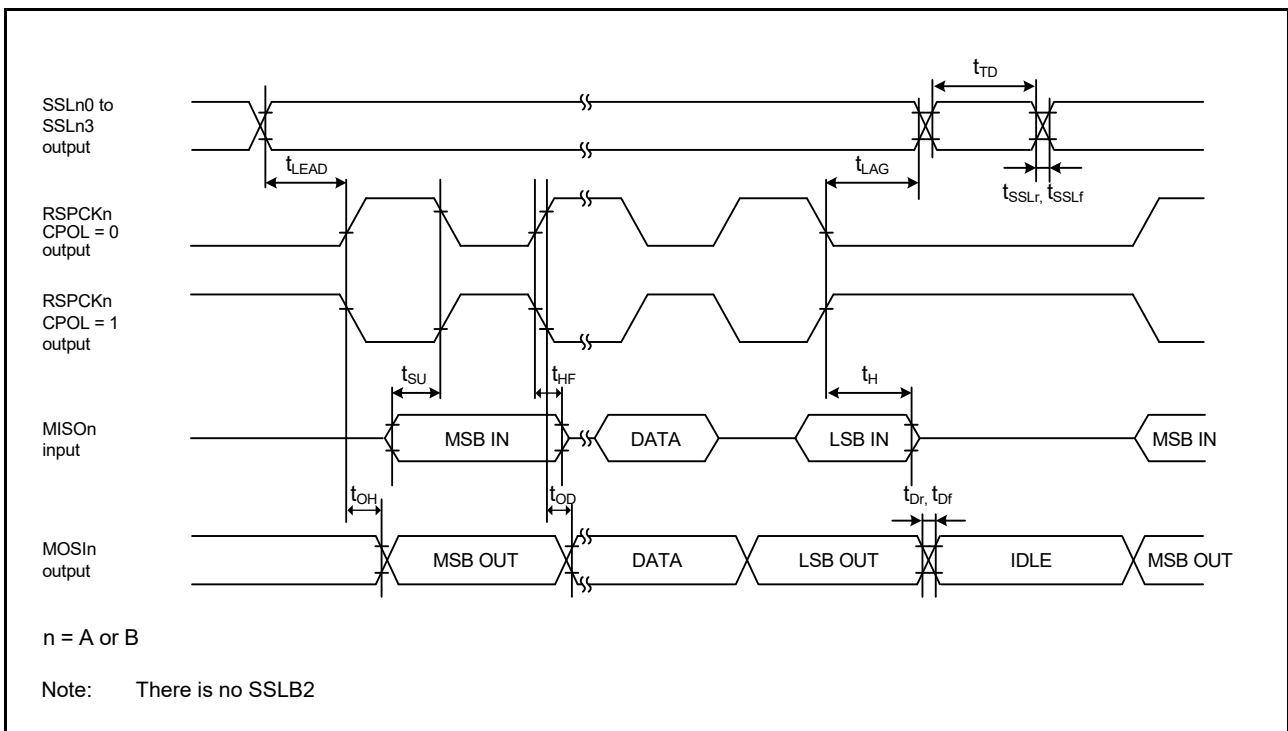 tTD
SSLn0 to
SSLn3
output
tLEAD
tLAG
tSSLr, tSSLf
RSPCKn
CPOL = 0
output
RSPCKn
CPOL = 1
output
tSU
tHF
tH
MISOn
input
MSB IN
DATA
LSB IN
MSB IN
tOH
tOD
tDr, tDf
MOSIn
output
MSB OUT
DATA
LSB OUT
IDLE
MSB OUT
n = A or B
Note: There is no SSLB2